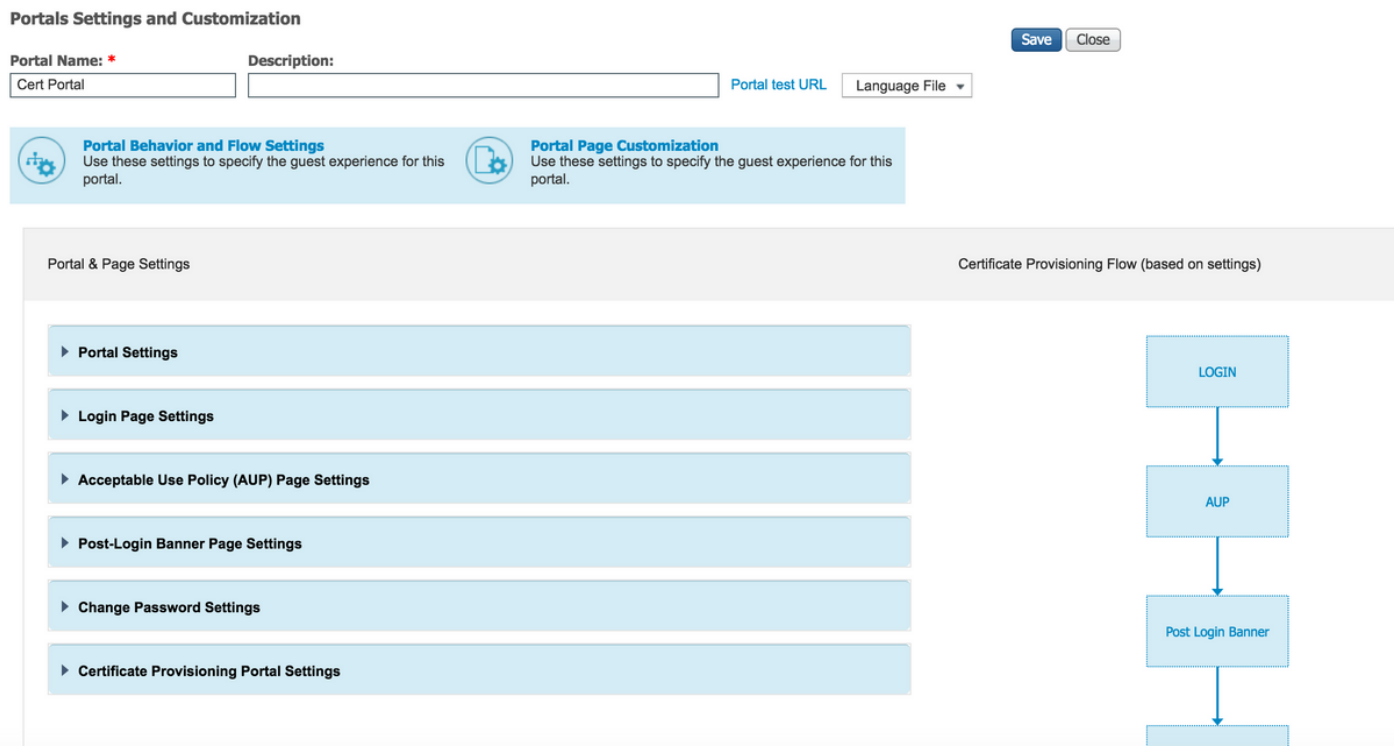 Portals Settings and Customization
Save Close
Portal Name: * Description:
Cert Portal Portal test URL Language File
Portal Behavior and Flow Settings
Use these settings to specify the guest experience for this
portal.
Portal Page Customization
Use these settings to specify the guest experience for this
portal.
Portal & Page Settings
Certificate Provisioning Flow (based on settings)
Portal Settings
Login Page Settings
Acceptable Use Policy (AUP) Page Settings
Post-Login Banner Page Settings
Change Password Settings
Certificate Provisioning Portal Settings
LOGIN
AUP
Post Login Banner